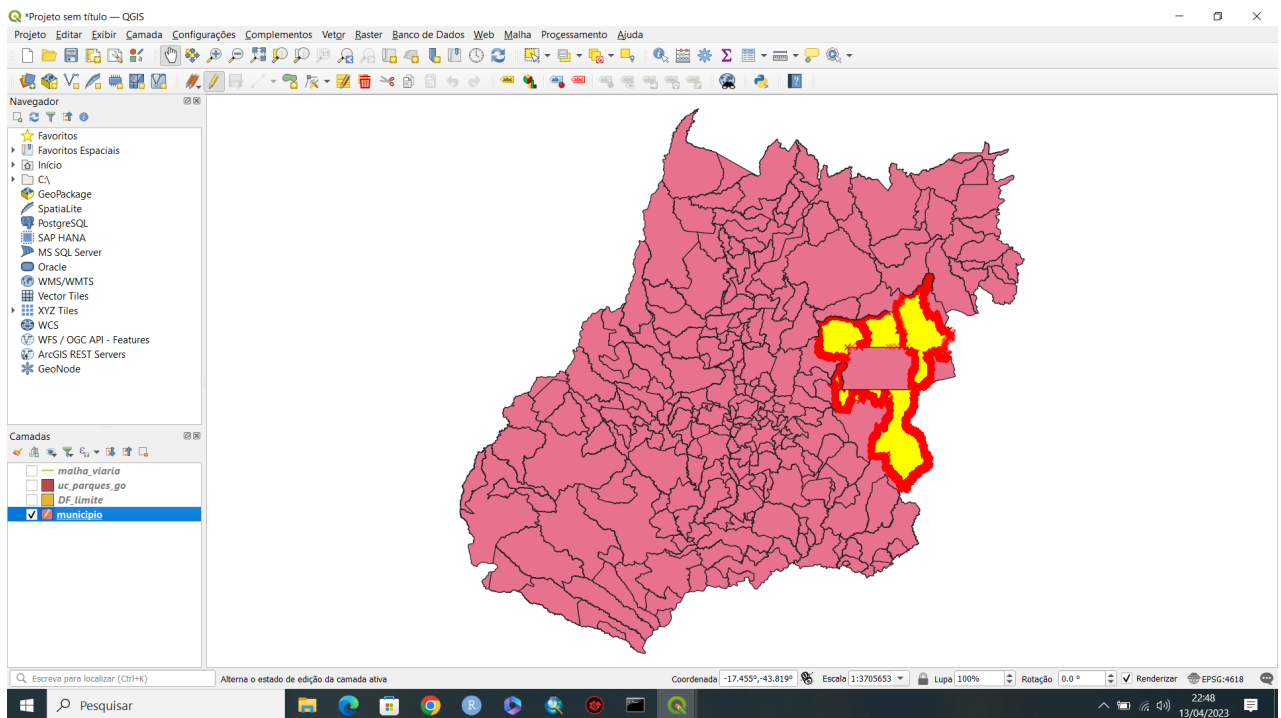 *Projeto sem título — QGIS
Projeto Editar Exibir Camada Configurações Complementos Vetor Raster Banco de Dados Web Malha Processamento Ajuda
Navegador
Favoritos
Favoritos Espaciais
Início
C:\
GeoPackage
SpatiaLite
PostgreSQL
SAP HANA
MS SQL Server
Oracle
WMS/WMTS
Vector Tiles
XYZ Tiles
WCS
WFS / OGC API - Features
ArcGIS REST Servers
GeoNode
Camadas
malha_viaria
uc_parques_go
DF_limite
municipio
Escreva para localizar (Ctrl+K) Alterna o estado de edição da camada ativa Coordenada -17.455°,-43.819° Escala 1:3705653 Lupa 100% Rotação 0.0 ° Renderizar EPSG:4618
Pesquisar
22:48
13/04/2023